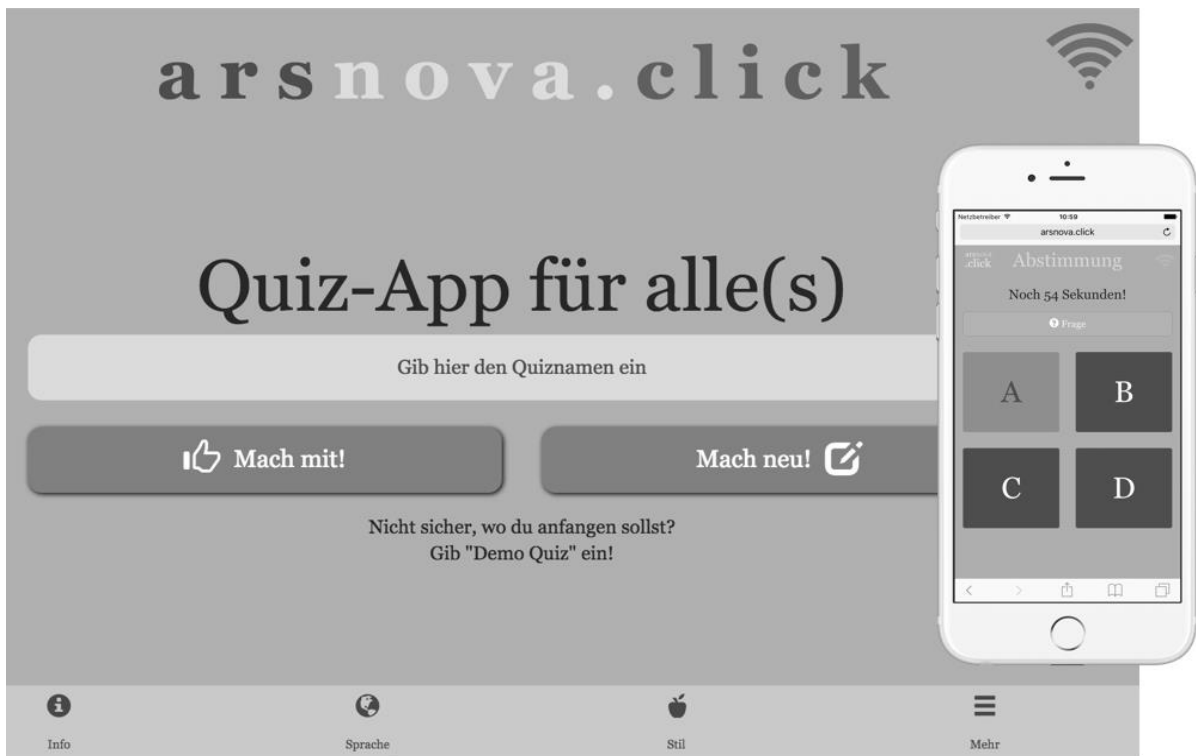 arsnova.click
Quiz-App für alle(s)
Gib hier den Quiznamen ein
Mach mit!
Mach neu!
Nicht sicher, wo du anfangen sollst?
Gib "Demo Quiz" ein!
Info
Sprache
Stil
Mehr
Netzbetreiber
10:59
arsnova.click
.click
Abstimmung
Noch 54 Sekunden!
Frage
A
B
C
D